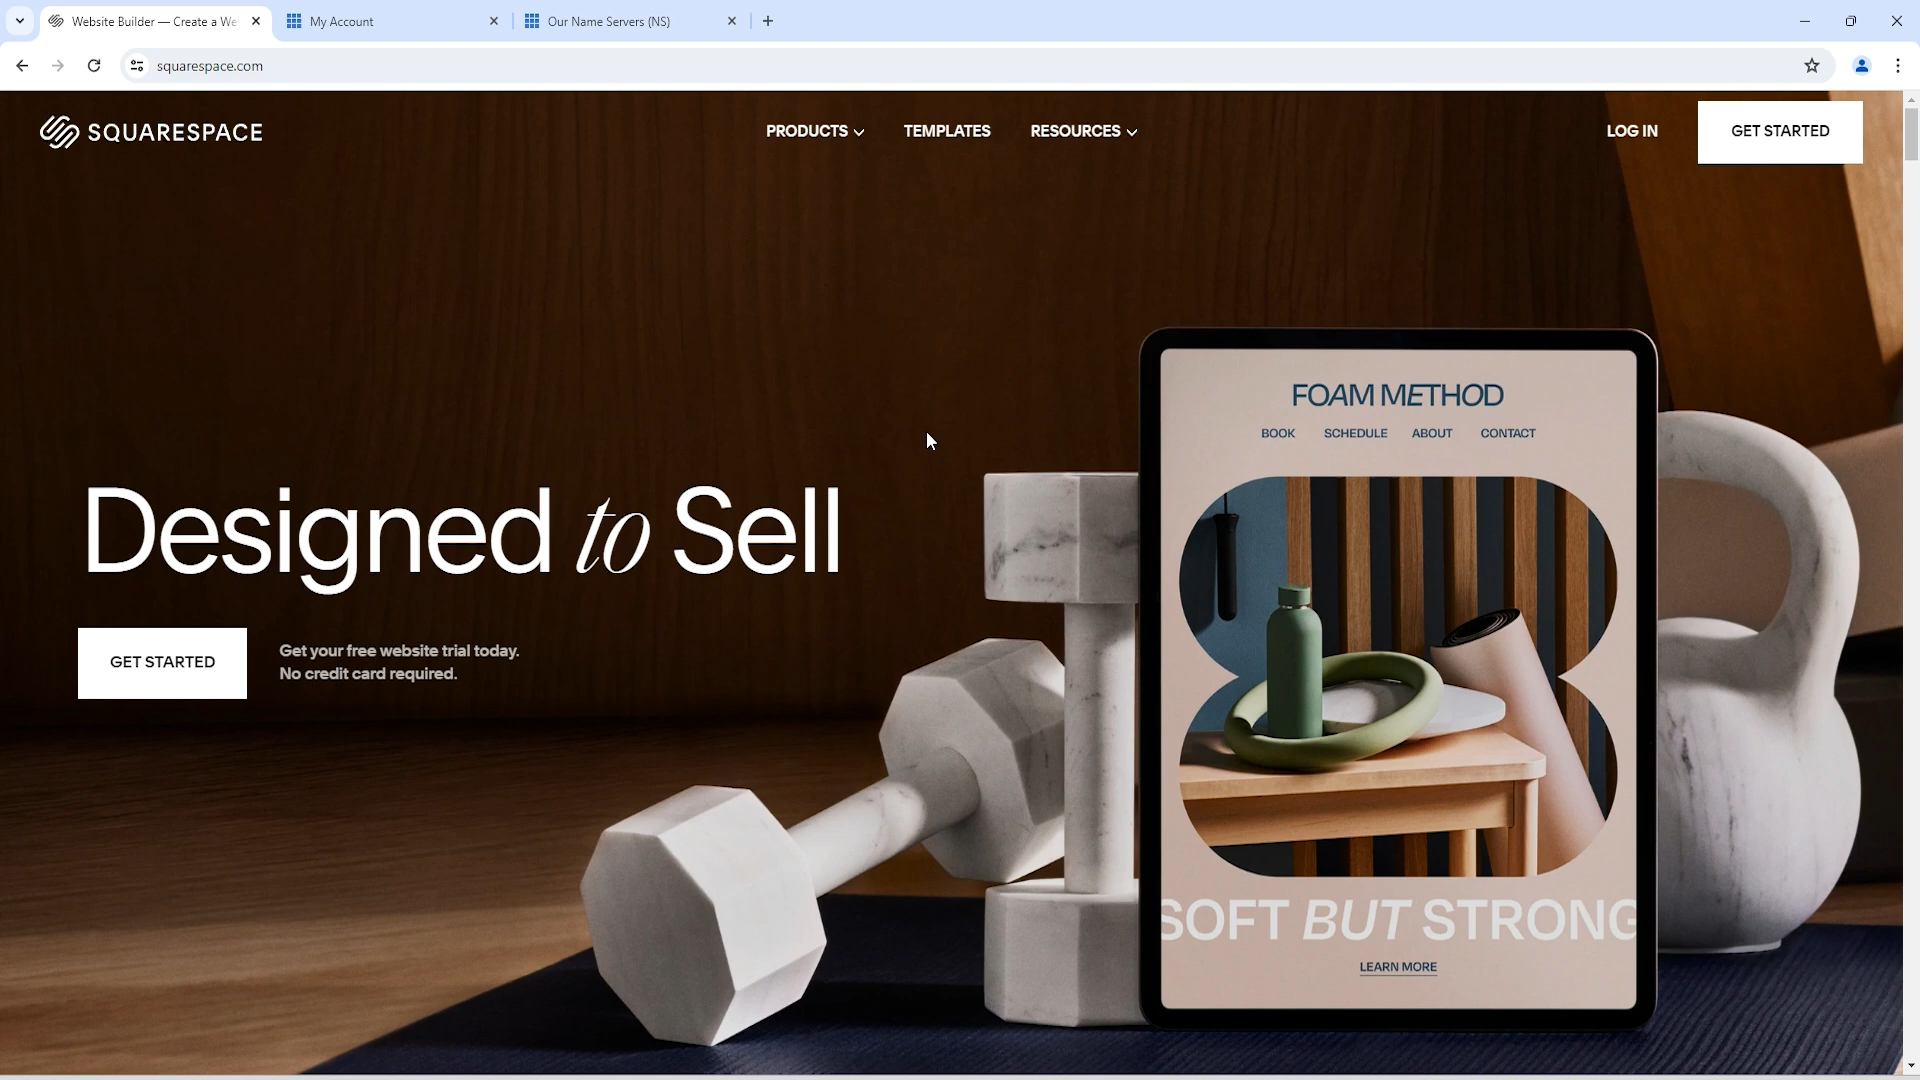 Website Builder — Create a We
My Account
Our Name Servers (NS)
squarespace.com
SQUARESPACE
PRODUCTS
TEMPLATES
RESOURCES
LOG IN
GET STARTED
FOAM METHOD
BOOK
SCHEDULE
ABOUT
CONTACT
Designed to Sell
GET STARTED
Get your free website trial today.
No credit card required.
SOFT BUT STRONG
LEARN MORE